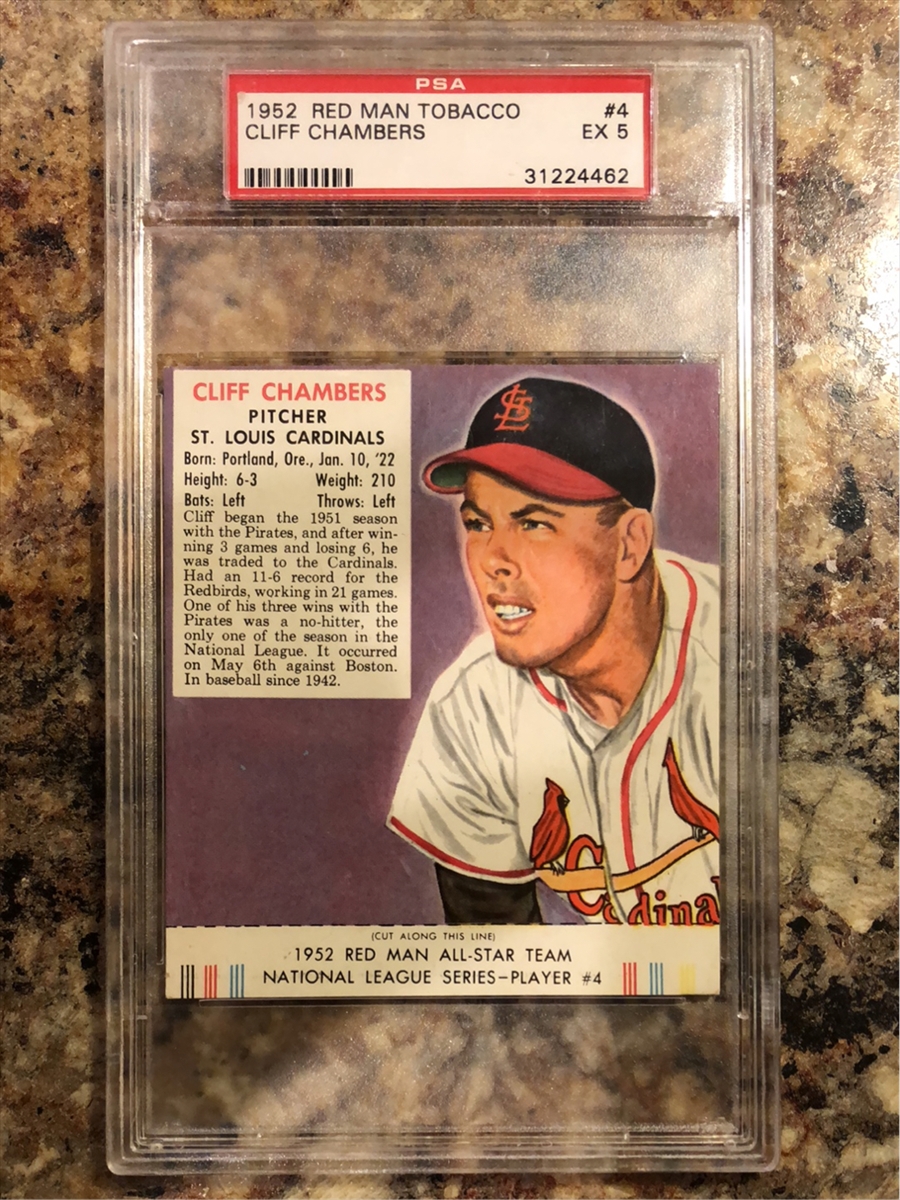 PSA
1952 RED MAN TOBACCO #4
CLIFF CHAMBERS EX 5
31224462
CLIFF CHAMBERS
PITCHER
ST. LOUIS CARDINALS
Born: Portland, Ore., Jan. 10, '22
Height: 6-3 Weight: 210
Bats: Left Throws: Left
Cliff began the 1951 season
with the Pirates, and after win-
ning 3 games and losing 6, he
was traded to the Cardinals.
Had an 11-6 record for the
Redbirds, working in 21 games.
One of his three wins with the
Pirates was a no-hitter, the
only one of the season in the
National League. It occurred
on May 6th against Boston.
In baseball since 1942.
STL
Cardina
(CUT ALONG THIS LINE)
1952 RED MAN ALL-STAR TEAM
NATIONAL LEAGUE SERIES–PLAYER #4